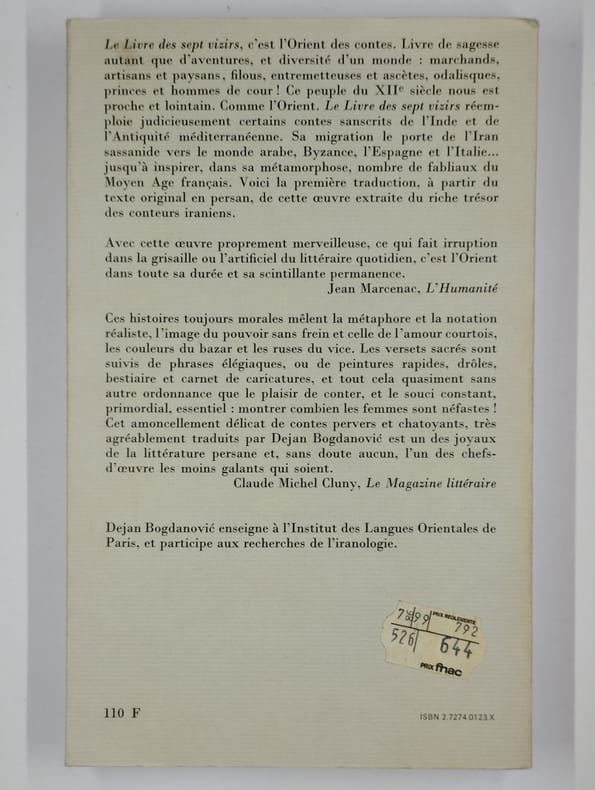 Le Livre des sept vizirs, c'est l'Orient des contes. Livre de sagesse
autant que d'aventures, et diversité d'un monde : marchands,
artisans et paysans, filous, entremetteuses et ascètes, odalisques,
princes et hommes de cour ! Ce peuple du XIIe siècle nous est
proche et lointain. Comme l'Orient. Le Livre des sept vizirs réem-
ploie judicieusement certains contes sanscrits de l'Inde et de
l'Antiquité méditerranéenne. Sa migration le porte de l'Iran
sassanide vers le monde arabe, Byzance, l'Espagne et l'Italie...
jusqu'à inspirer, dans sa métamorphose, nombre de fabliaux du
Moyen Age français. Voici la première traduction, à partir du
texte original en persan, de cette œuvre extraite du riche trésor
des conteurs iraniens.
Avec cette œuvre proprement merveilleuse, ce qui fait irruption
dans la grisaille ou l'artificiel du littéraire quotidien, c'est l'Orient
dans toute sa durée et sa scintillante permanence.
Jean Marcenac, L'Humanité
Ces histoires toujours morales mêlent la métaphore et la notation
réaliste, l'image du pouvoir sans frein et celle de l'amour courtois,
les couleurs du bazar et les ruses du vice. Les versets sacrés sont
suivis de phrases élégiaques, ou de peintures rapides, drôles,
bestiaire et carnet de caricatures, et tout cela quasiment sans
autre ordonnance que le plaisir de conter, et le souci constant,
primordial, essentiel : montrer combien les femmes sont néfastes !
Cet amoncellement délicat de contes pervers et chatoyants, très
agréablement traduits par Dejan Bogdanović est un des joyaux
de la littérature persane et, sans doute aucun, l'un des chefs-
d'œuvre les moins galants qui soient.
Claude Michel Cluny, Le Magazine littéraire
Dejan Bogdanović enseigne à l'Institut des Langues Orientales de
Paris, et participe aux recherches de l'iranologie.
PRIX REGLEMENTE
792
526 644
PRIX fnac
110 F
ISBN 2.7274.0123.X